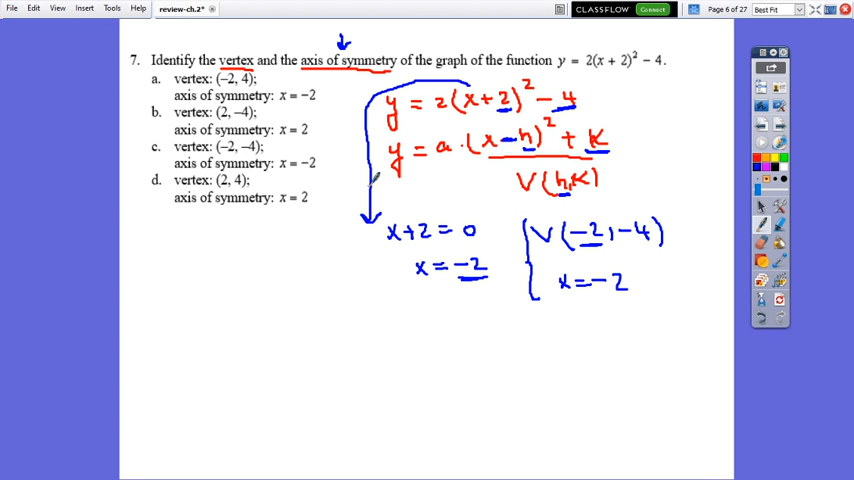 File Edit View Insert Tools Help review-ch.2* CLASSFLOW Connect Page 6 of 27 Best Fit
7. Identify the vertex and the axis of symmetry of the graph of the function y = 2(x + 2)² − 4.
a. vertex: (–2, 4);
axis of symmetry: x = −2
b. vertex: (2, –4);
axis of symmetry: x = 2
c. vertex: (−2, −4);
axis of symmetry: x = −2
d. vertex: (2, 4);
axis of symmetry: x = 2
y = 2(x+2)² − 4
y = a·(x−h)² + k
V(h,k)
x+2 = 0
x = −2
V(−2, −4)
x = −2